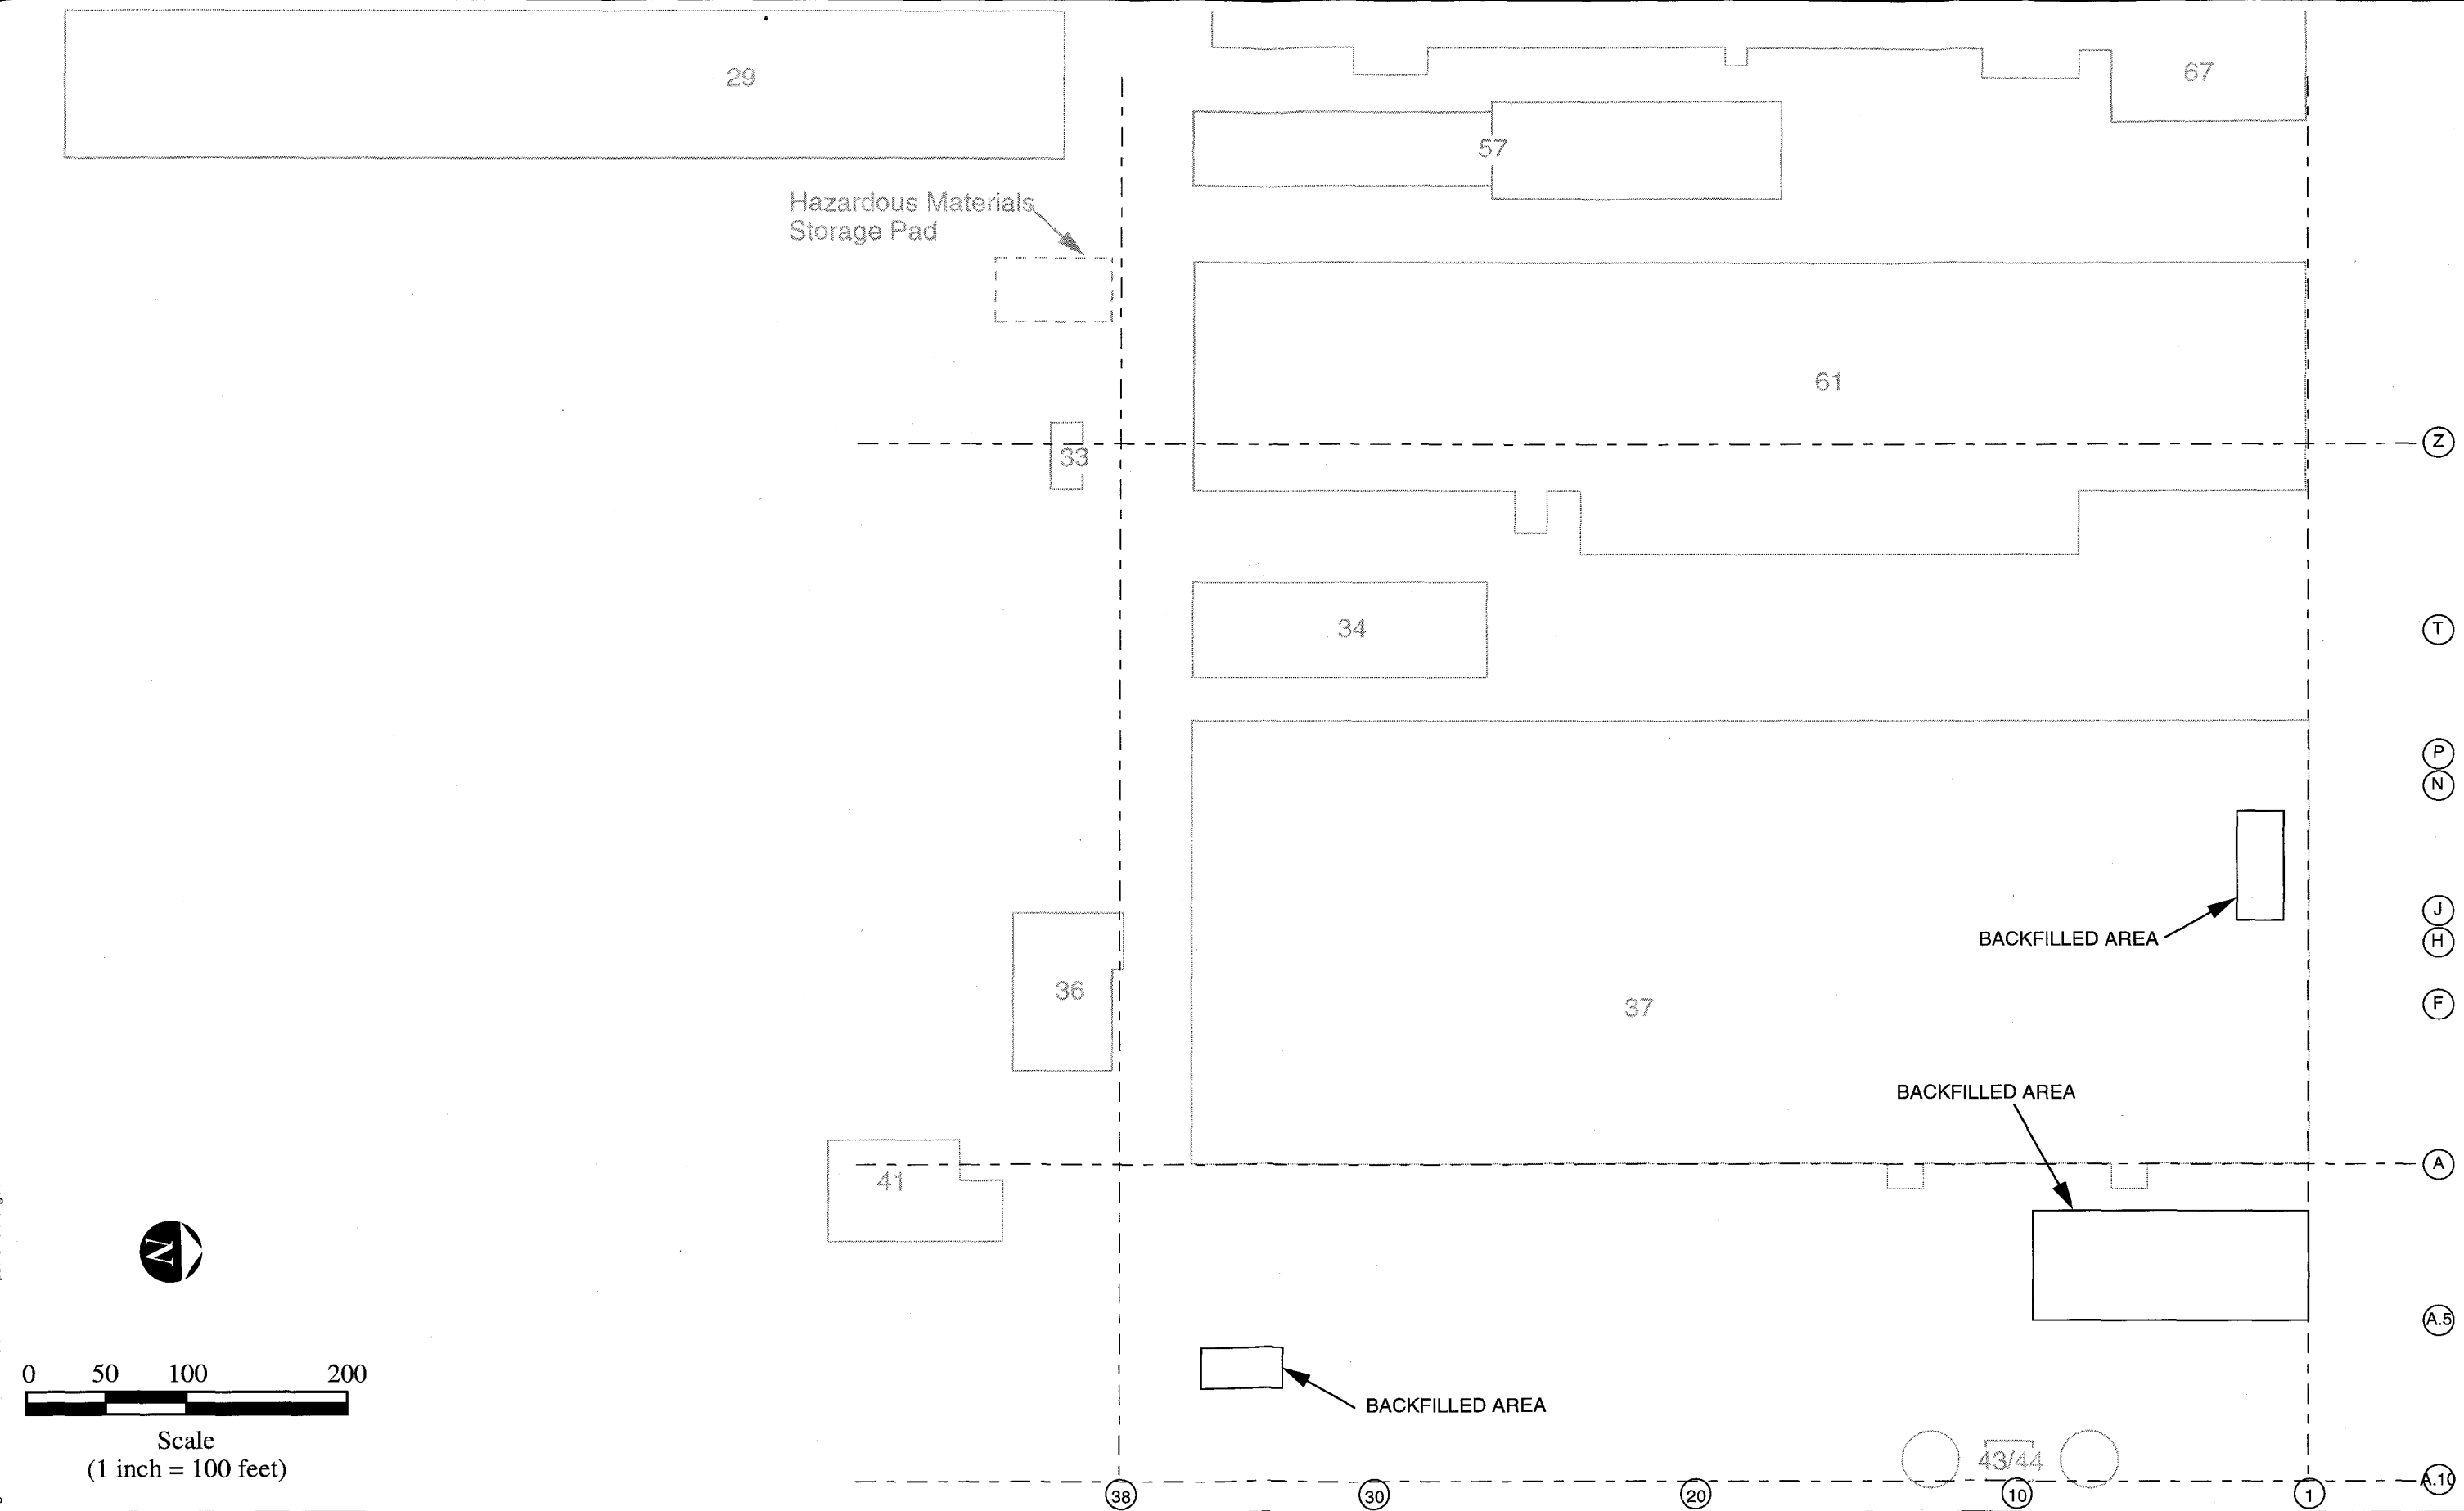 29
67
57
Hazardous Materials
Storage Pad
61
Z
33
34
T
P
N
J
BACKFILLED AREA
H
36
37
F
BACKFILLED AREA
A
41
N
A.5
0 50 100 200
BACKFILLED AREA
Scale
(1 inch = 100 feet)
43/44
A.10
38
30
20
10
1